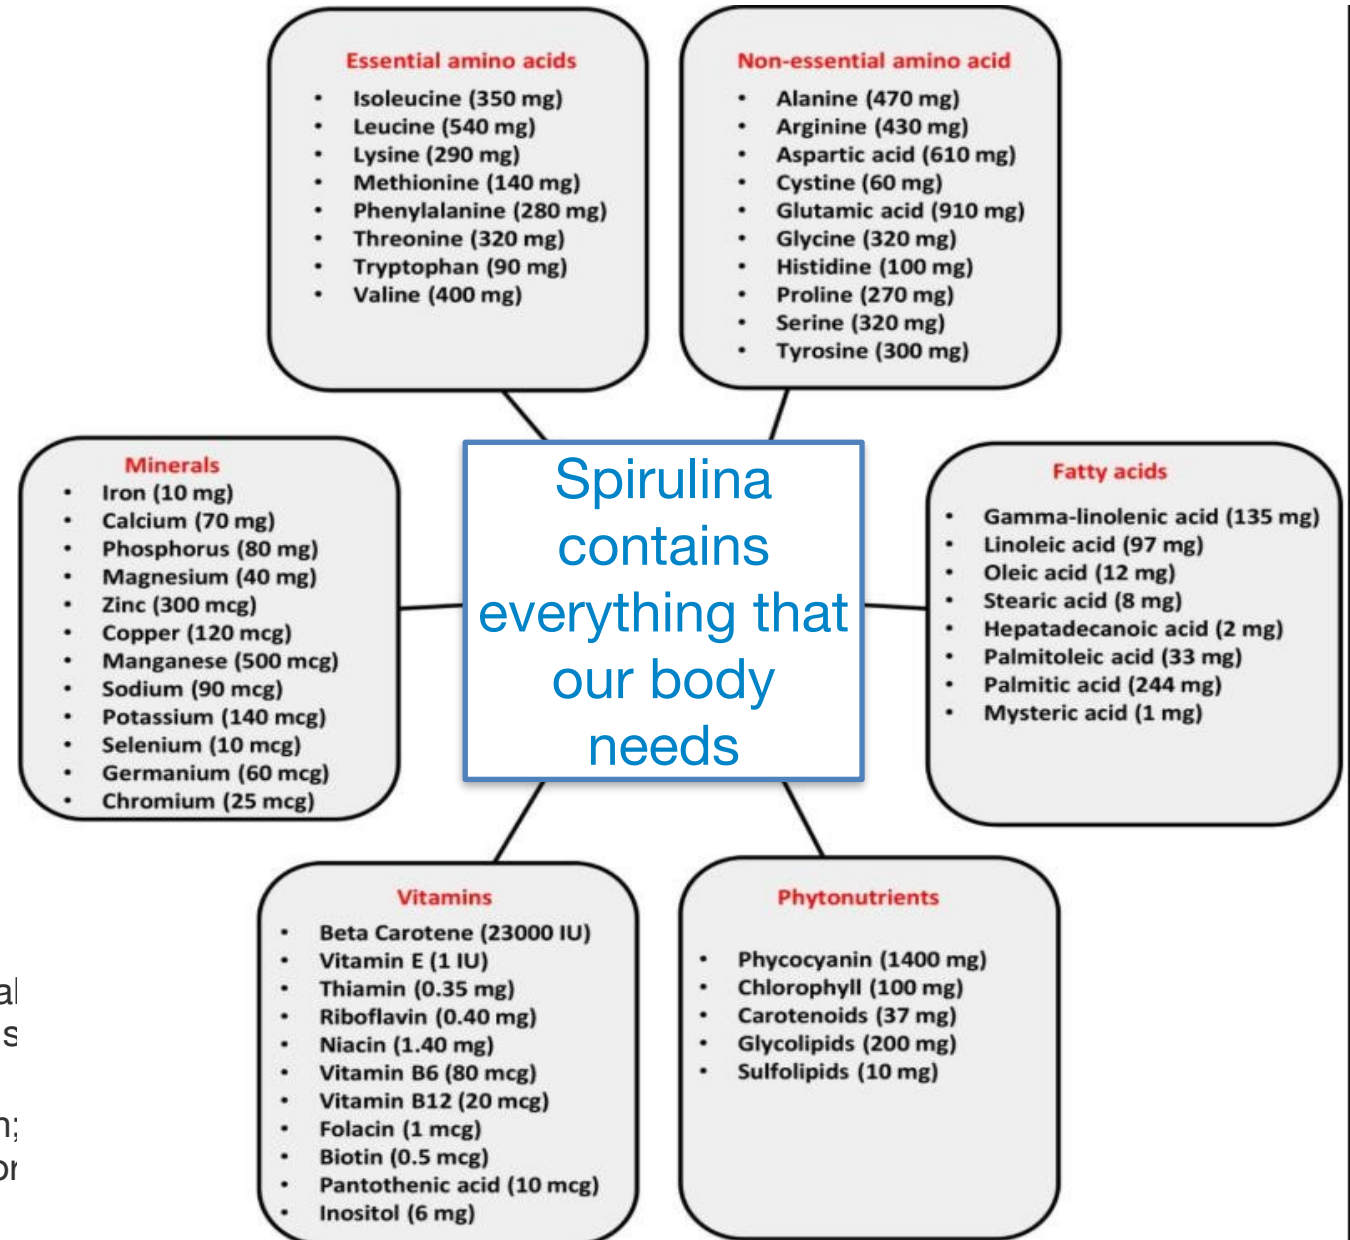 Essential amino acids
• Isoleucine (350 mg)
• Leucine (540 mg)
• Lysine (290 mg)
• Methionine (140 mg)
• Phenylalanine (280 mg)
• Threonine (320 mg)
• Tryptophan (90 mg)
• Valine (400 mg)
Non-essential amino acid
• Alanine (470 mg)
• Arginine (430 mg)
• Aspartic acid (610 mg)
• Cystine (60 mg)
• Glutamic acid (910 mg)
• Glycine (320 mg)
• Histidine (100 mg)
• Proline (270 mg)
• Serine (320 mg)
• Tyrosine (300 mg)
Minerals
• Iron (10 mg)
• Calcium (70 mg)
• Phosphorus (80 mg)
• Magnesium (40 mg)
• Zinc (300 mcg)
• Copper (120 mcg)
• Manganese (500 mcg)
• Sodium (90 mcg)
• Potassium (140 mcg)
• Selenium (10 mcg)
• Germanium (60 mcg)
• Chromium (25 mcg)
Spirulina
contains
everything that
our body
needs
Fatty acids
• Gamma-linolenic acid (135 mg)
• Linoleic acid (97 mg)
• Oleic acid (12 mg)
• Stearic acid (8 mg)
• Hepatadecanoic acid (2 mg)
• Palmitoleic acid (33 mg)
• Palmitic acid (244 mg)
• Mysteric acid (1 mg)
Vitamins
• Beta Carotene (23000 IU)
• Vitamin E (1 IU)
• Thiamin (0.35 mg)
• Riboflavin (0.40 mg)
• Niacin (1.40 mg)
• Vitamin B6 (80 mcg)
• Vitamin B12 (20 mcg)
• Folacin (1 mcg)
• Biotin (0.5 mcg)
• Pantothenic acid (10 mcg)
• Inositol (6 mg)
Phytonutrients
• Phycocyanin (1400 mg)
• Chlorophyll (100 mg)
• Carotenoids (37 mg)
• Glycolipids (200 mg)
• Sulfolipids (10 mg)